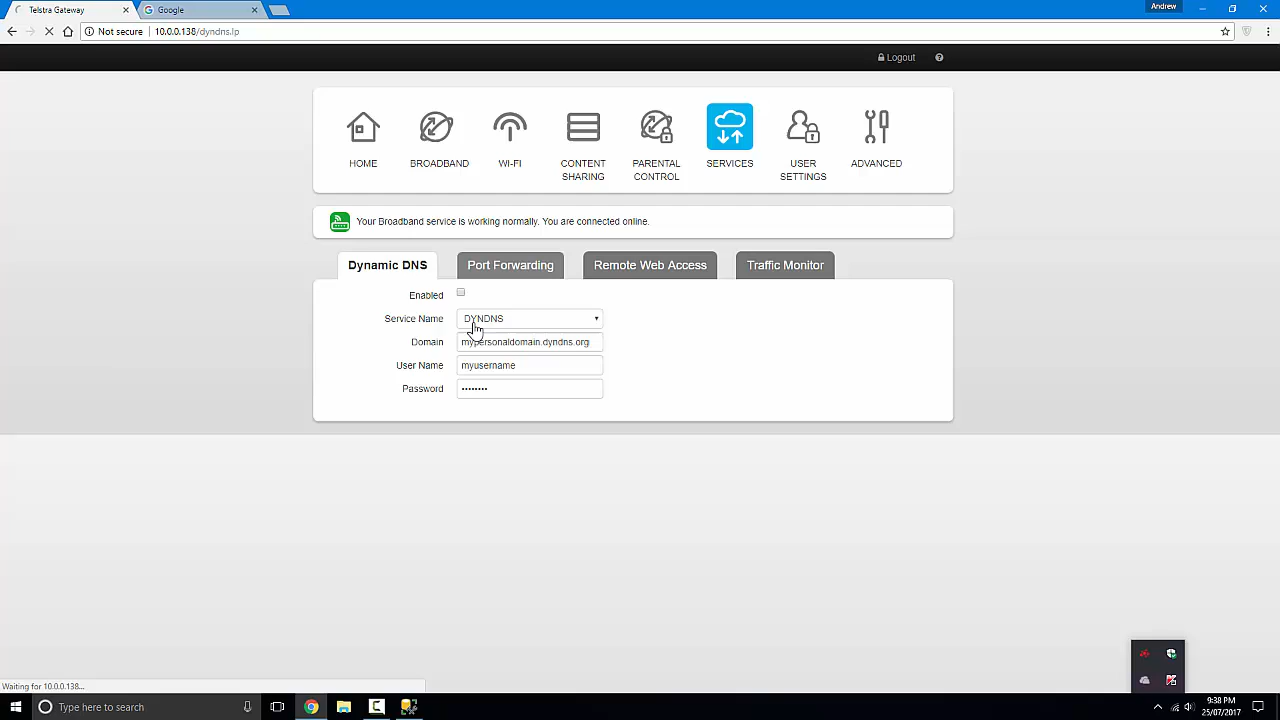 Telstra Gateway
Google
Andrew
Not secure | 10.0.0.138/dyndns.lp
Logout
HOME
BROADBAND
WI-FI
CONTENT SHARING
PARENTAL CONTROL
SERVICES
USER SETTINGS
ADVANCED
Your Broadband service is working normally. You are connected online.
Dynamic DNS
Port Forwarding
Remote Web Access
Traffic Monitor
Enabled
Service Name DYNDNS
Domain mypersonaldomain.dyndns.org
User Name myusername
Password ••••••••
Waiting for 10.0.0.138...
Type here to search
9:38 PM
25/07/2017